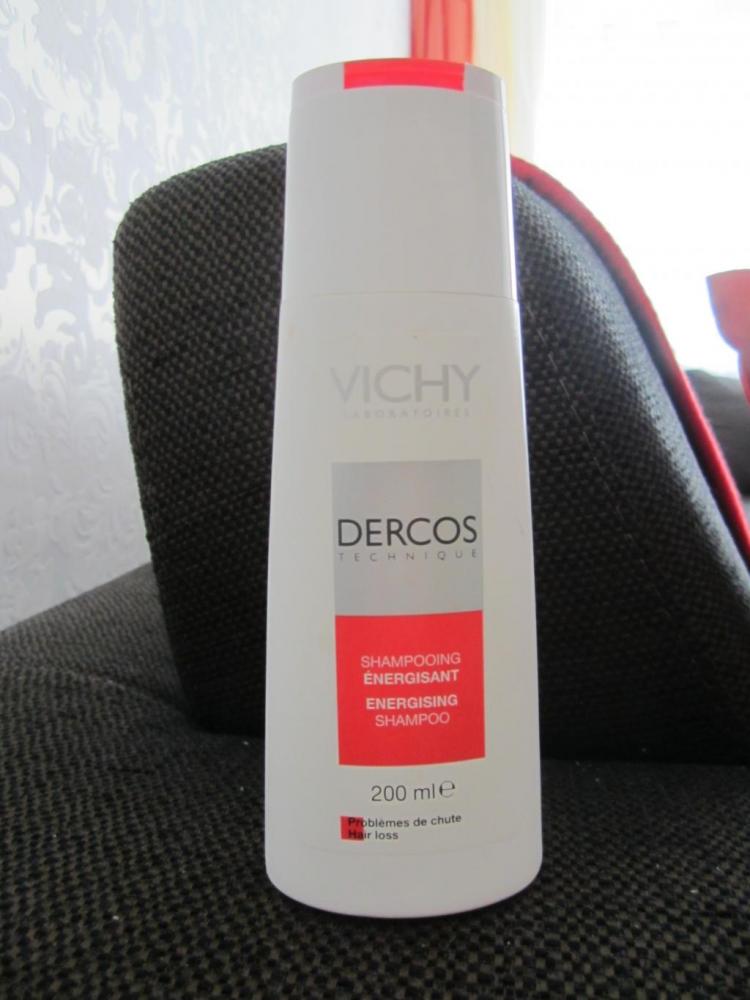 VICHY
LABORATOIRES
DERCOS
TECHNIQUE
SHAMPOOING
ÉNERGISANT
ENERGISING
SHAMPOO
200 ml ℮
Problèmes de chute
Hair loss